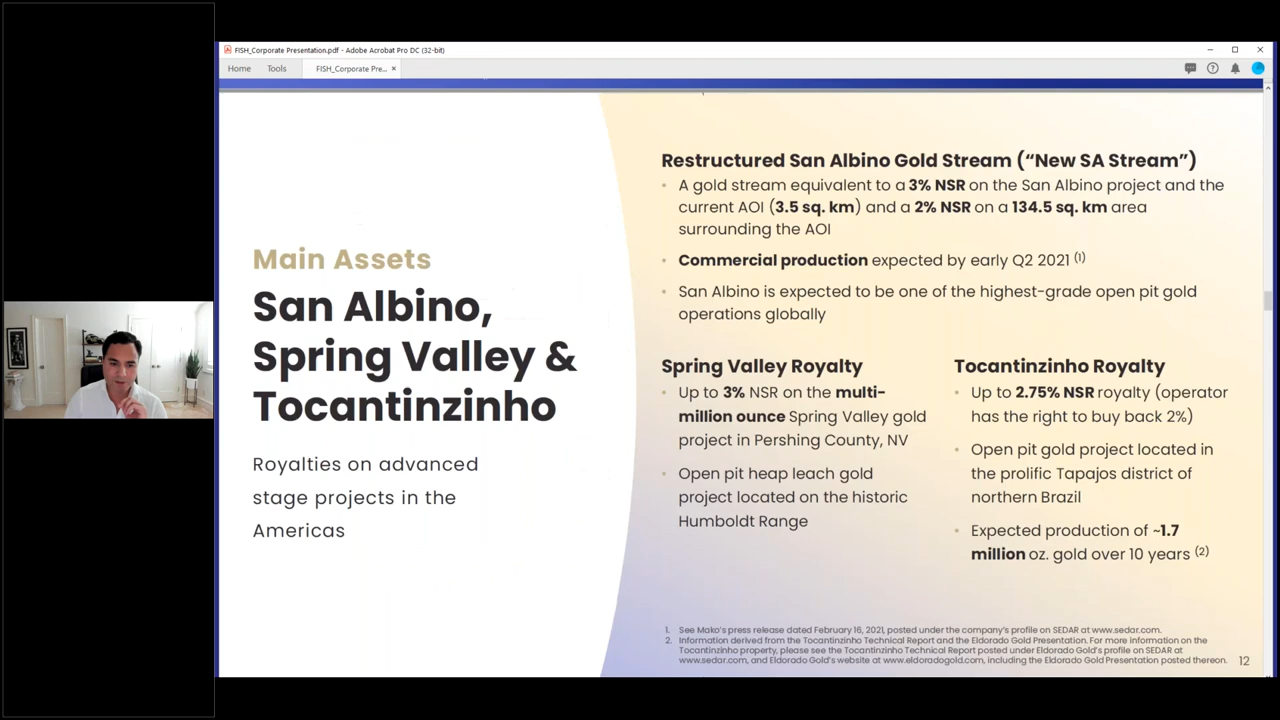 FISH_Corporate Presentation.pdf - Adobe Acrobat Pro DC (32-bit)
Home Tools FISH_Corporate Pre... ×
Main Assets
San Albino,
Spring Valley &
Tocantinzinho
Royalties on advanced
stage projects in the
Americas
Restructured San Albino Gold Stream (“New SA Stream”)
• A gold stream equivalent to a 3% NSR on the San Albino project and the
current AOI (3.5 sq. km) and a 2% NSR on a 134.5 sq. km area
surrounding the AOI
• Commercial production expected by early Q2 2021 (1)
• San Albino is expected to be one of the highest-grade open pit gold
operations globally
Spring Valley Royalty
• Up to 3% NSR on the multi-
million ounce Spring Valley gold
project in Pershing County, NV
• Open pit heap leach gold
project located on the historic
Humboldt Range
Tocantinzinho Royalty
• Up to 2.75% NSR royalty (operator
has the right to buy back 2%)
• Open pit gold project located in
the prolific Tapajos district of
northern Brazil
• Expected production of ~1.7
million oz. gold over 10 years (2)
1. See Mako's press release dated February 16, 2021, posted under the company's profile on SEDAR at www.sedar.com.
2. Information derived from the Tocantinzinho Technical Report and the Eldorado Gold Presentation. For more information on the
Tocantinzinho property, please see the Tocantinzinho Technical Report posted under Eldorado Gold's profile on SEDAR at
www.sedar.com, and Eldorado Gold's website at www.eldoradogold.com, including the Eldorado Gold Presentation posted thereon.
12